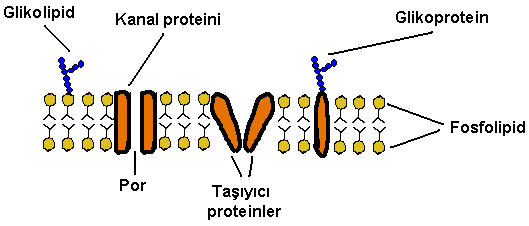 Glikolipid
Kanal proteini
Glikoprotein
Fosfolipid
Por
Taşıyıcı
proteinler